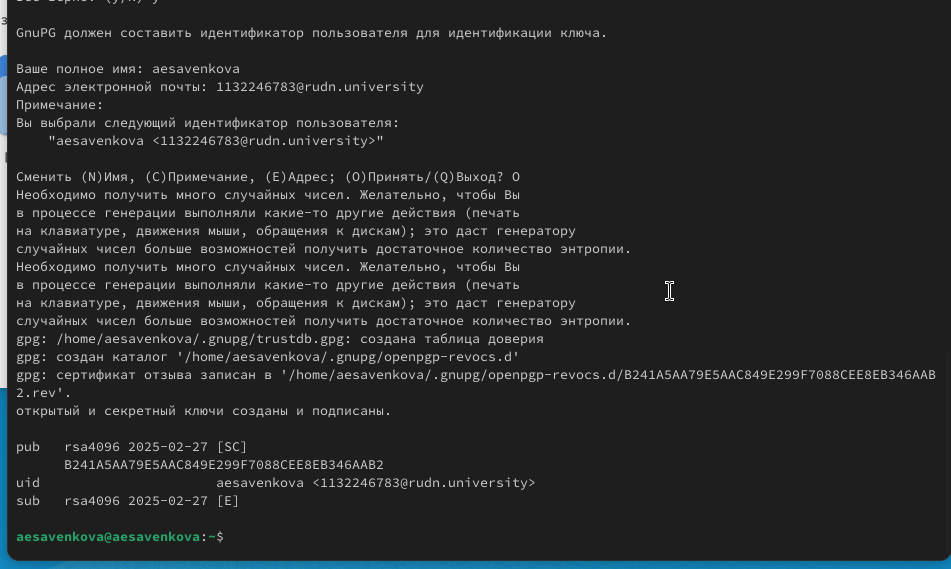 GnuPG должен составить идентификатор пользователя для идентификации ключа.
Ваше полное имя: aesavenkova
Адрес электронной почты: 1132246783@rudn.university
Примечание:
Вы выбрали следующий идентификатор пользователя:
"aesavenkova <1132246783@rudn.university>"
Сменить (N)Имя, (C)Примечание, (E)Адрес; (O)Принять/(Q)Выход? O
Необходимо получить много случайных чисел. Желательно, чтобы Вы
в процессе генерации выполняли какие-то другие действия (печать
на клавиатуре, движения мыши, обращения к дискам); это даст генератору
случайных чисел больше возможностей получить достаточное количество энтропии.
Необходимо получить много случайных чисел. Желательно, чтобы Вы
в процессе генерации выполняли какие-то другие действия (печать
на клавиатуре, движения мыши, обращения к дискам); это даст генератору
случайных чисел больше возможностей получить достаточное количество энтропии.
gpg: /home/aesavenkova/.gnupg/trustdb.gpg: создана таблица доверия
gpg: создан каталог '/home/aesavenkova/.gnupg/openpgp-revocs.d'
gpg: сертификат отзыва записан в '/home/aesavenkova/.gnupg/openpgp-revocs.d/B241A5AA79E5AAC849E299F7088CEE8EB346AAB
2.rev'.
открытый и секретный ключи созданы и подписаны.
pub   rsa4096 2025-02-27 [SC]
B241A5AA79E5AAC849E299F7088CEE8EB346AAB2
uid                      aesavenkova <1132246783@rudn.university>
sub   rsa4096 2025-02-27 [E]
aesavenkova@aesavenkova:~$